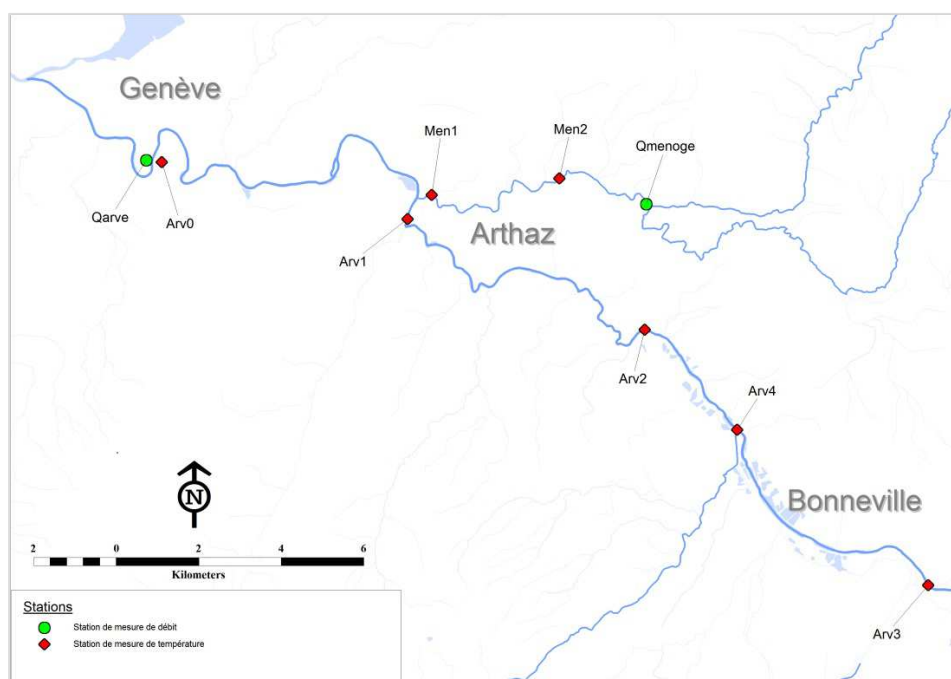 Genève
Men1
Men2
Qmenoge
Qarve
Arv0
Arv1
Arthaz
Arv2
Arv4
Bonneville
N
2 0 2 4 6
Kilometers
Arv3
Stations
Station de mesure de débit
Station de mesure de température